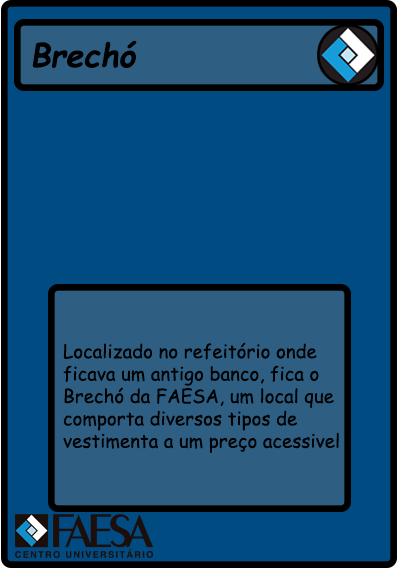 Brechó
Localizado no refeitório onde
ficava um antigo banco, fica o
Brechó da FAESA, um local que
comporta diversos tipos de
vestimenta a um preço acessivel
FAESA
CENTRO UNIVERSITÁRIO